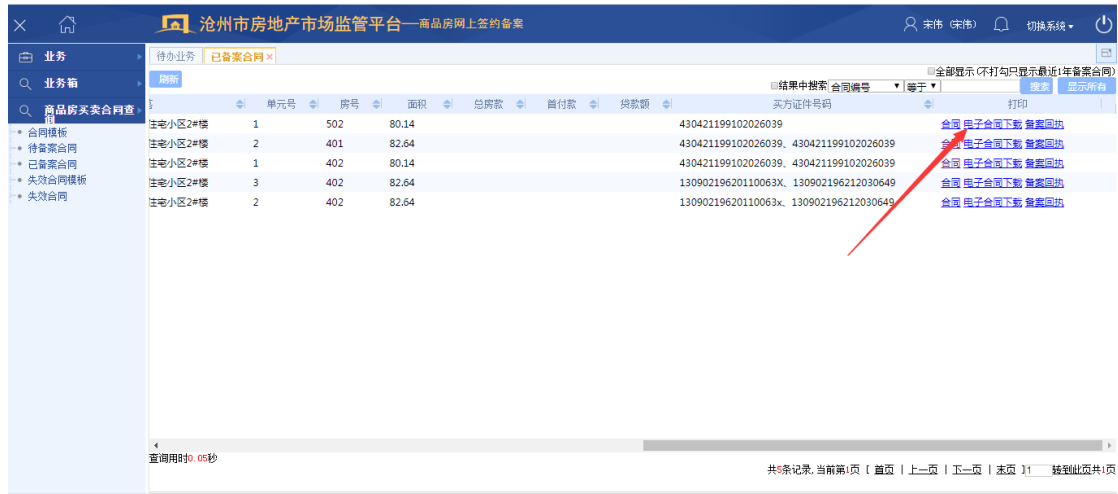 沧州市房地产市场监管平台—商品房网上签约备案
宋伟（宋伟） 切换系统
业务
业务箱
商品房买卖合同查询
合同模板
待备案合同
已备案合同
失效合同模板
失效合同
待办业务 已备案合同×
全部显示(不打勾只显示最近1年备案合同)
刷新
结果中搜索 合同编号 等于 搜索 显示所有
单元号 房号 面积 总房款 首付款 贷款额 买方证件号码 打印
住宅小区2#楼 1 502 80.14 430421199102026039 合同 电子合同下载 备案回执
住宅小区2#楼 2 401 82.64 430421199102026039、430421199102026039 合同 电子合同下载 备案回执
住宅小区2#楼 1 402 80.14 430421199102026039、430421199102026039 合同 电子合同下载 备案回执
住宅小区2#楼 3 402 82.64 13090219620110063X、130902196212030649 合同 电子合同下载 备案回执
住宅小区2#楼 2 402 82.64 13090219620110063x、130902196212030649 合同 电子合同下载 备案回执
查询用时0.05秒
共5条记录,当前第1页 [ 首页 | 上一页 | 下一页 | 末页 ]1 转到此页共1页